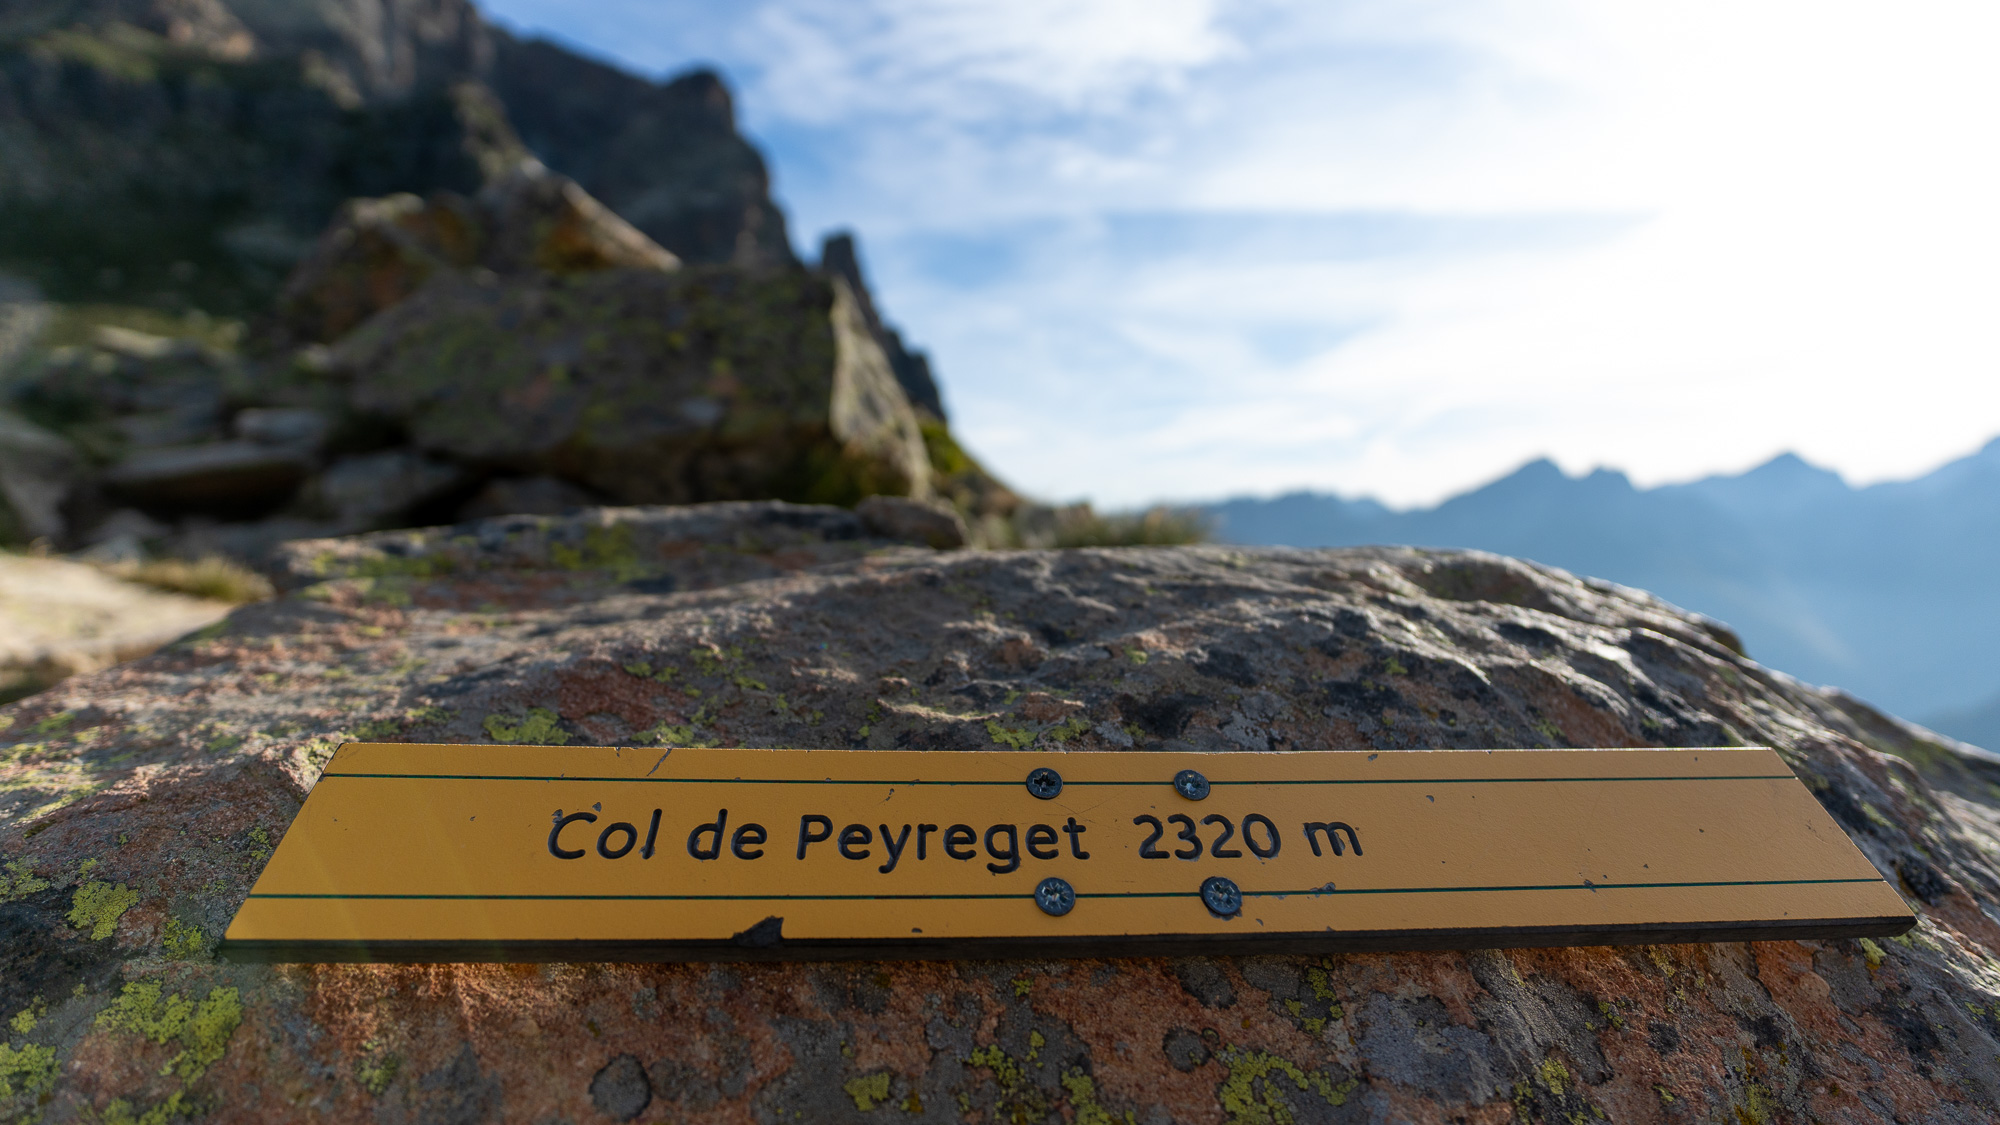 Col de Peyreget 2320 m